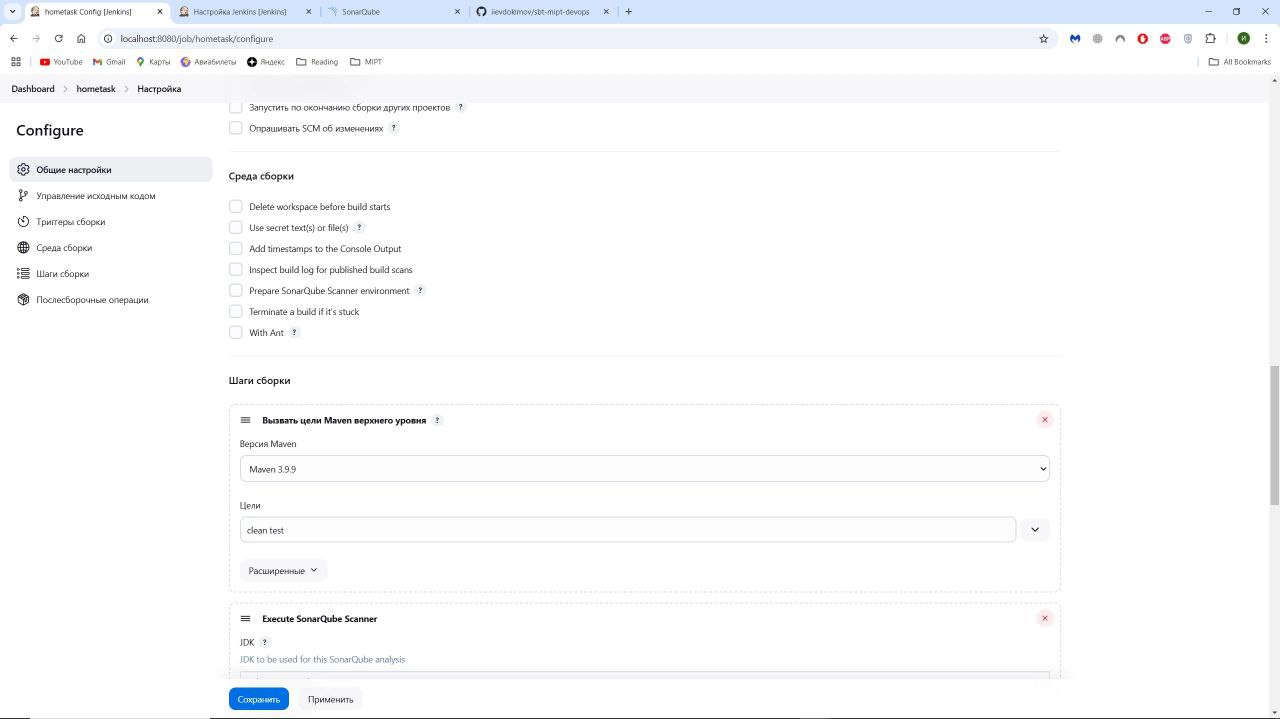 hometask Config [Jenkins]
Настройка Jenkins [Jenkins]
SonarQube
iievdokimov/sbt-mipt-devops
localhost:8080/job/hometask/configure
ABP
И
YouTube
Gmail
Карты
Авиабилеты
Яндекс
Reading
MIPT
All Bookmarks
Dashboard
hometask
Настройка
Configure
Общие настройки
Управление исходным кодом
Триггеры сборки
Среда сборки
Шаги сборки
Послесборочные операции
Запустить по окончанию сборки других проектов ?
Опрашивать SCM об изменениях ?
Среда сборки
Delete workspace before build starts
Use secret text(s) or file(s) ?
Add timestamps to the Console Output
Inspect build log for published build scans
Prepare SonarQube Scanner environment ?
Terminate a build if it's stuck
With Ant ?
Шаги сборки
Вызвать цели Maven верхнего уровня ?
Версия Maven
Maven 3.9.9
Цели
clean test
Расширенные
Execute SonarQube Scanner
JDK ?
JDK to be used for this SonarQube analysis
Сохранить
Применить